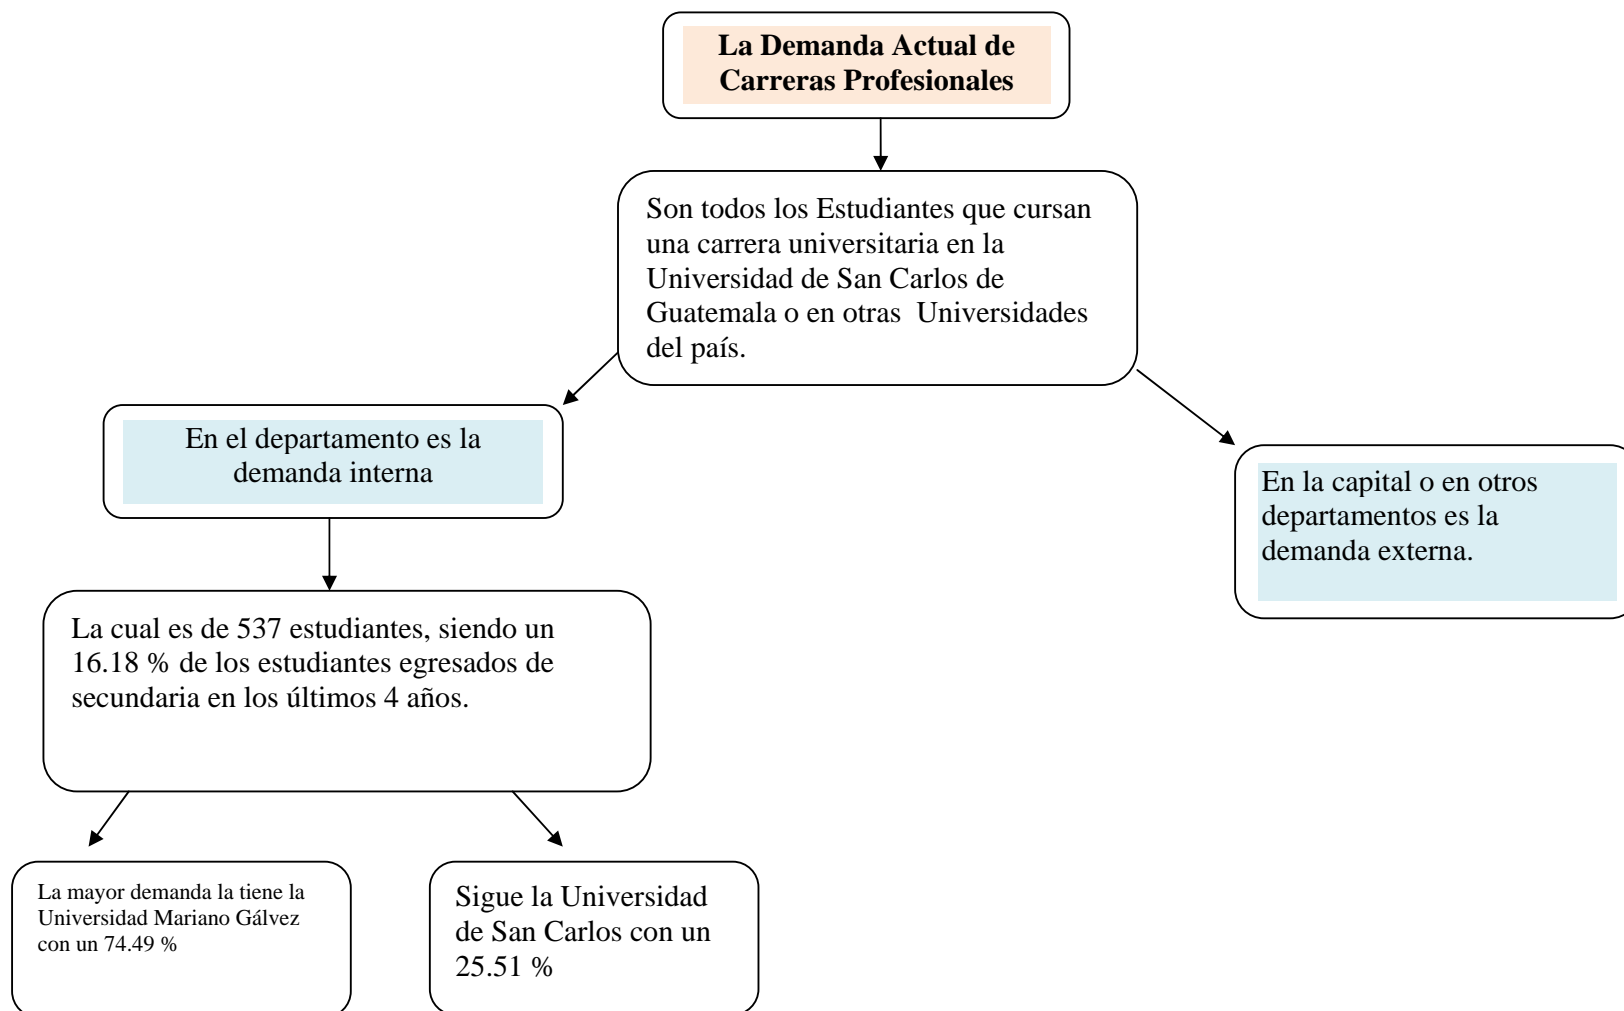 La Demanda Actual de
Carreras Profesionales
Son todos los Estudiantes que cursan
una carrera universitaria en la
Universidad de San Carlos de
Guatemala o en otras  Universidades
del país.
En el departamento es la
demanda interna
En la capital o en otros
departamentos es la
demanda externa.
La cual es de 537 estudiantes, siendo un
16.18 % de los estudiantes egresados de
secundaria en los últimos 4 años.
La mayor demanda la tiene la
Universidad Mariano Gálvez
con un 74.49 %
Sigue la Universidad
de San Carlos con un
25.51 %